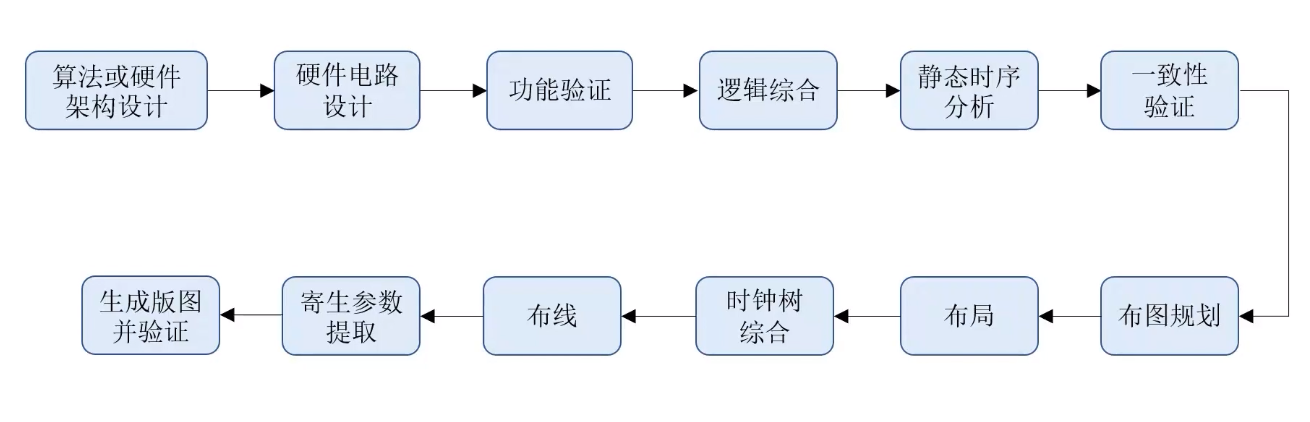 算法或硬件
架构设计
硬件电路
设计
功能验证
逻辑综合
静态时序
分析
一致性
验证
布图规划
布局
时钟树
综合
布线
寄生参数
提取
生成版图
并验证